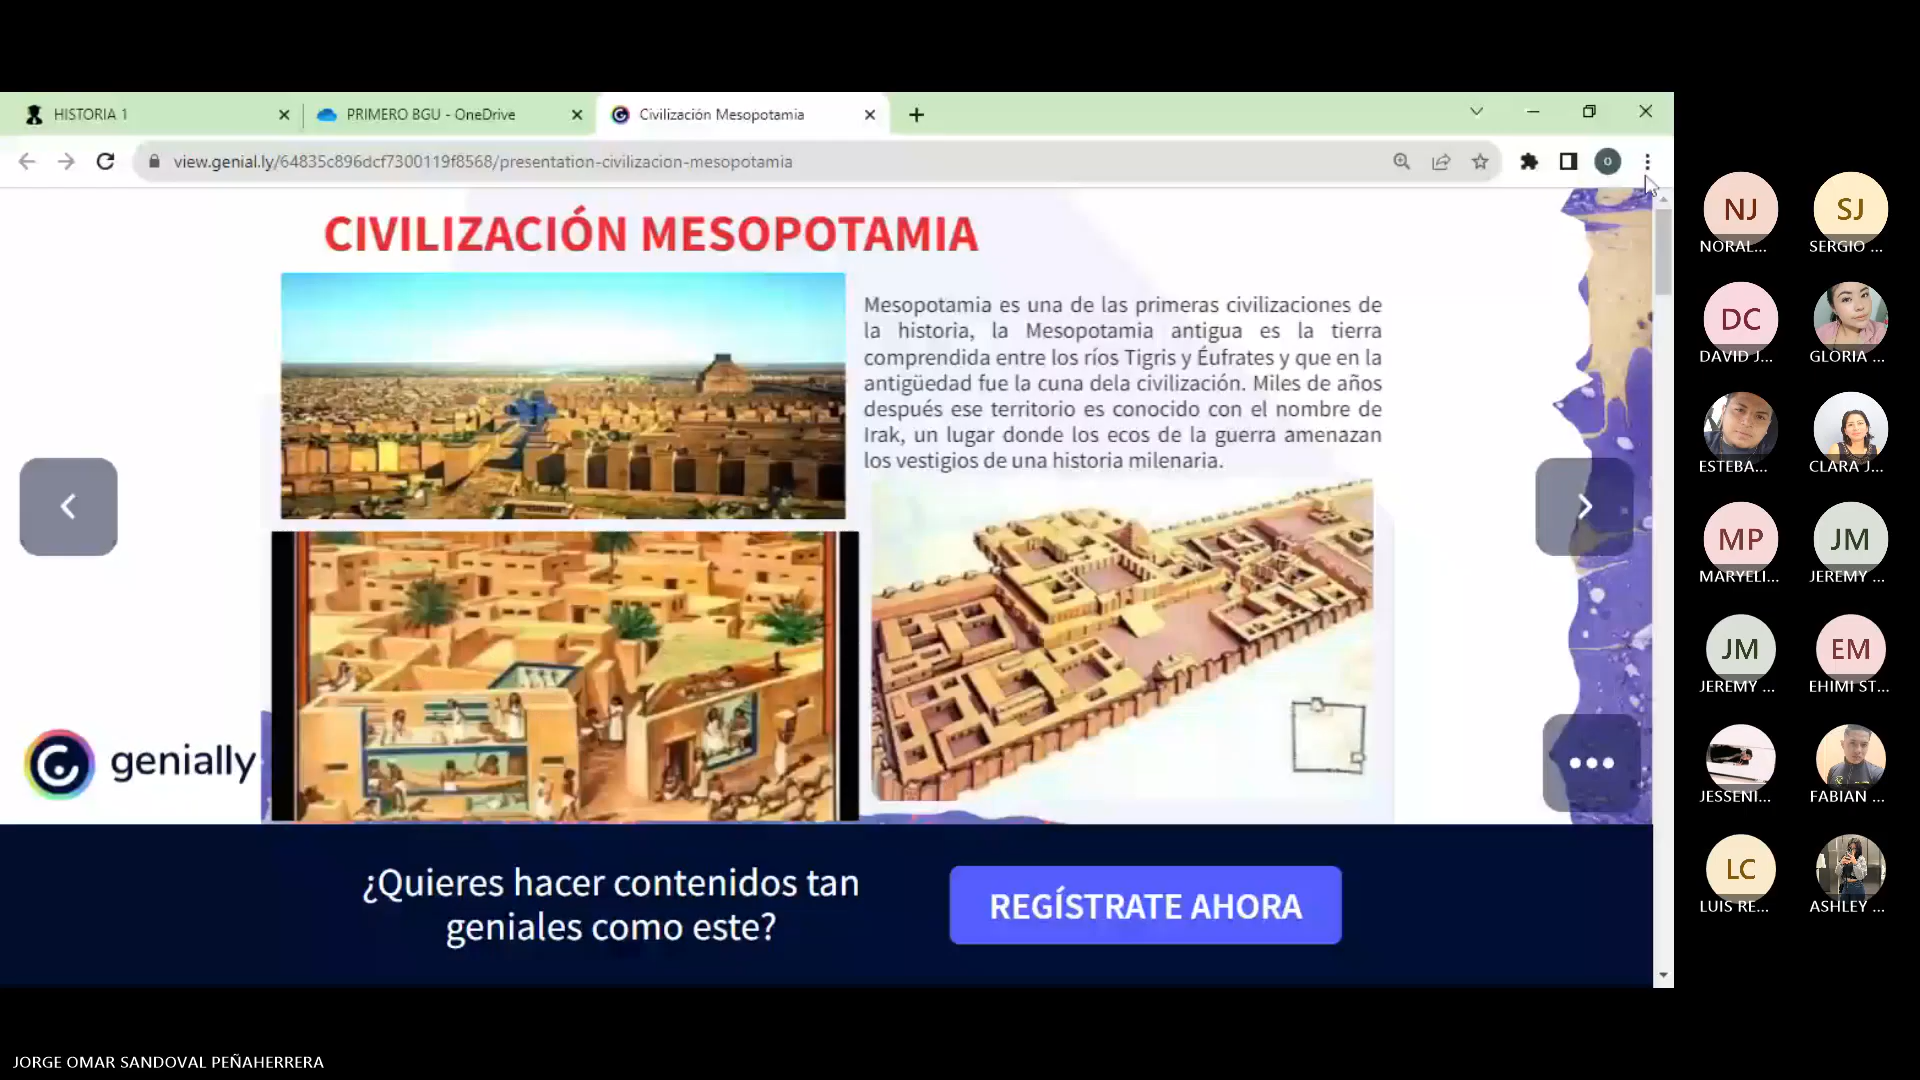 HISTORIA 1
PRIMERO BGU - OneDrive
Civilización Mesopotamia
view.genial.ly/64835c896dcf7300119f8568/presentation-civilizacion-mesopotamia
O
CIVILIZACIÓN MESOPOTAMIA
Mesopotamia es una de las primeras civilizaciones de
la historia, la Mesopotamia antigua es la tierra
comprendida entre los ríos Tigris y Éufrates y que en la
antigüedad fue la cuna dela civilización. Miles de años
después ese territorio es conocido con el nombre de
Irak, un lugar donde los ecos de la guerra amenazan
los vestigios de una historia milenaria.
genially
¿Quieres hacer contenidos tan
geniales como este?
REGÍSTRATE AHORA
NJ
NORAL...
SJ
SERGIO ...
DC
DAVID J...
GLORIA ...
ESTEBA...
CLARA J...
MP
MARYELI...
JM
JEREMY ...
JM
JEREMY ...
EM
EHIMI ST...
JESSENI...
FABIAN ...
LC
LUIS RE...
ASHLEY ...
JORGE OMAR SANDOVAL PEÑAHERRERA